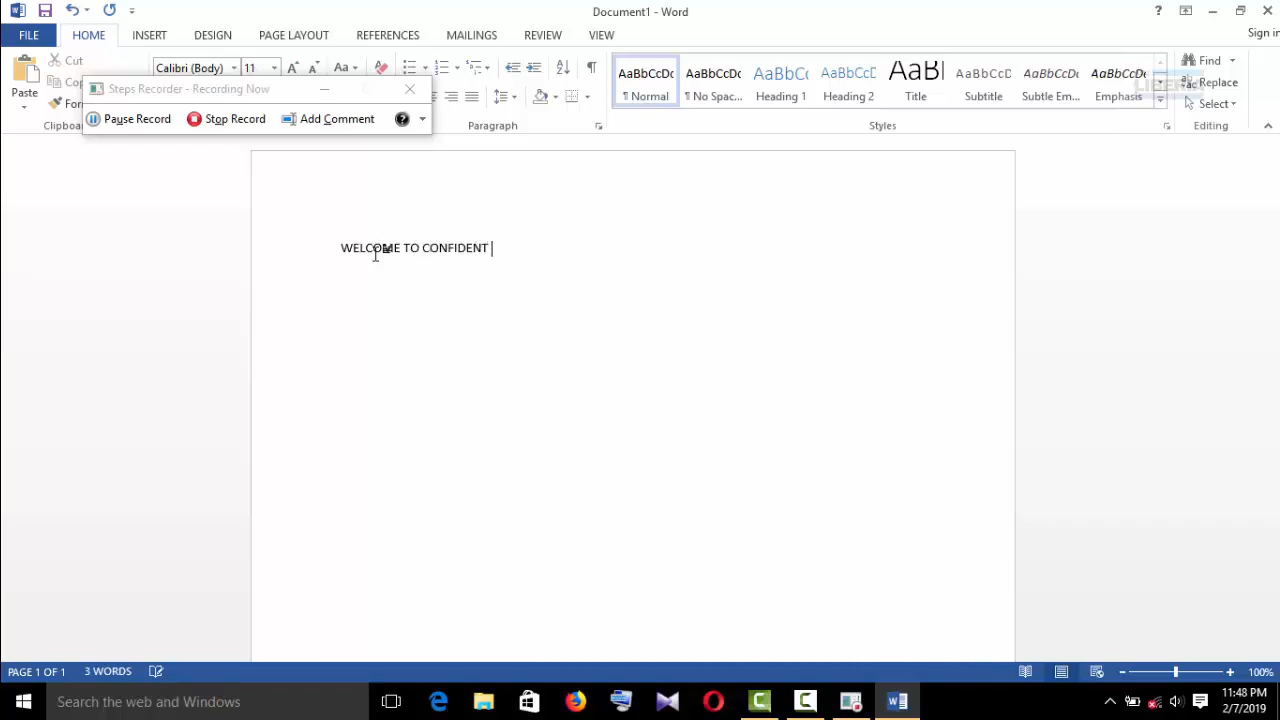 Document1 - Word
?
FILE HOME INSERT DESIGN PAGE LAYOUT REFERENCES MAILINGS REVIEW VIEW Sign in
Cut
Calibri (Body) 11 Aa
Find
Replace
Select
Paste
Steps Recorder - Recording Now
Pause Record Stop Record Add Comment ?
AaBbCcDc AaBbCcDc AaBbCc AaBbCcD AaBl AaBbCcD AaBbCcDc AaBbCcDc
¶ Normal ¶ No Spac... Heading 1 Heading 2 Title Subtitle Subtle Em... Emphasis
Paragraph Styles Editing
WELCOME TO CONFIDENT
PAGE 1 OF 1 3 WORDS 100%
Search the web and Windows
11:48 PM
2/7/2019